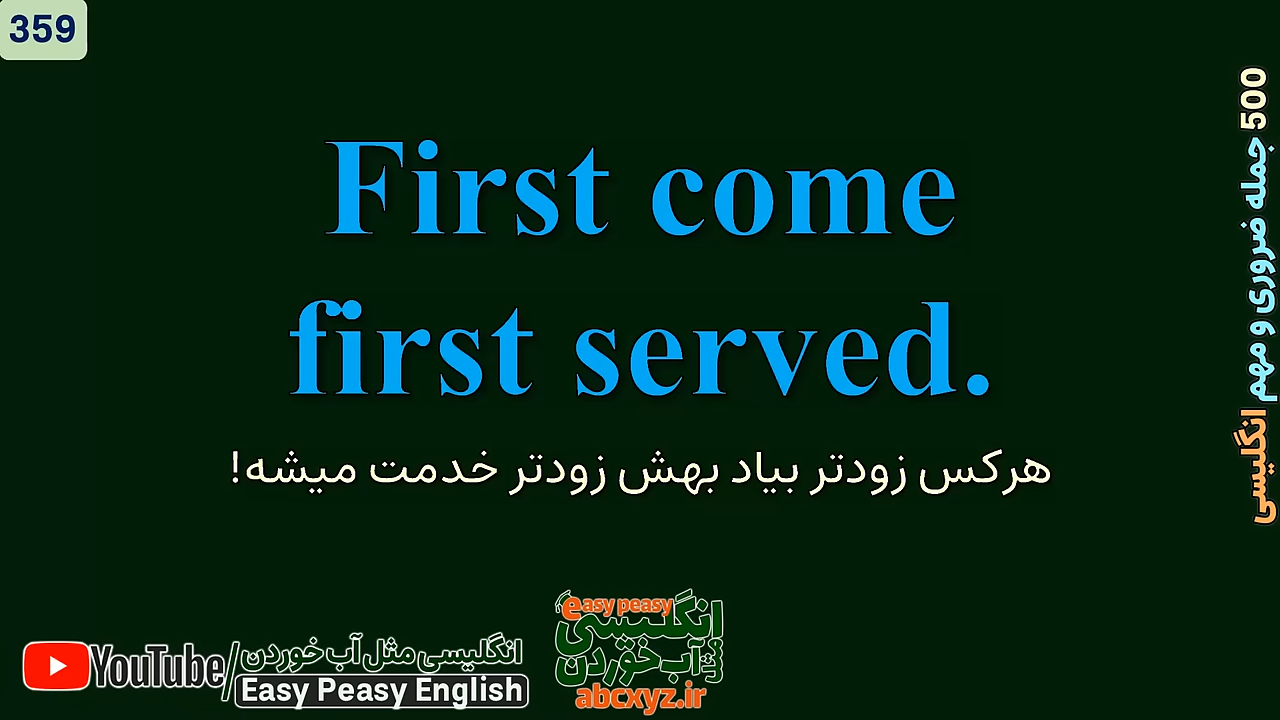 359
500 جمله ضروری و مهم انگلیسی
First come
first served.
هرکس زودتر بیاد بهش زودتر خدمت میشه!
YouTube/انگلیسی مثل آب خوردن
Easy Peasy English
easy peasy
انگلیسی
مثل آب خوردن
abcxyz.ir